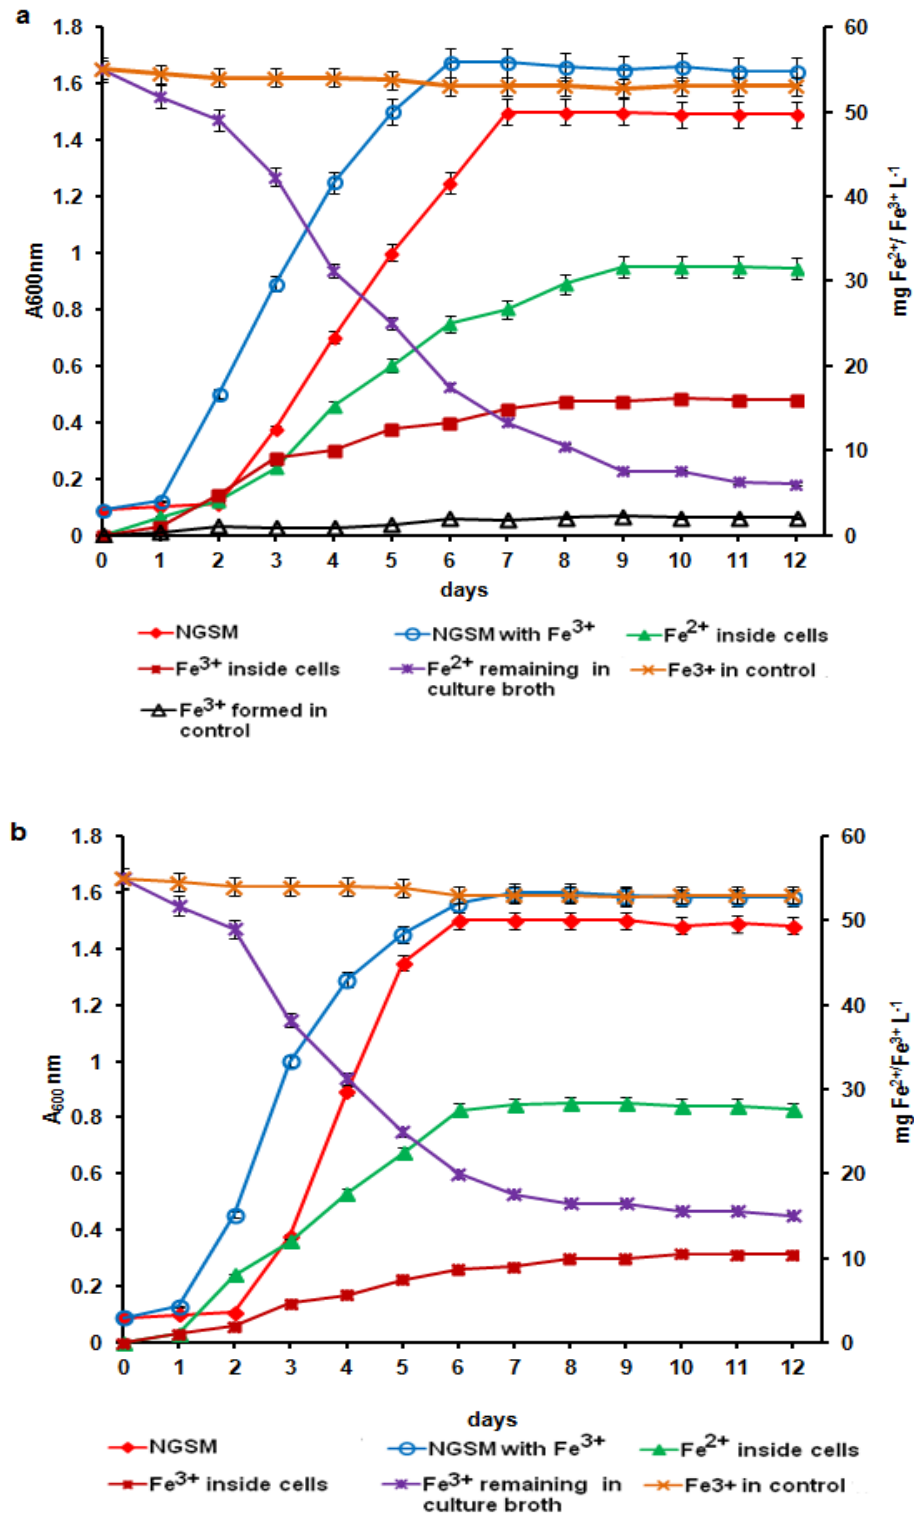 a
1.8
1.6
1.4
1.2
1
0.8
0.6
0.4
0.2
0
60
50
40
30
20
10
0
A600nm
mg Fe2+/ Fe3+ L-1
0 1 2 3 4 5 6 7 8 9 10 11 12
days
NGSM NGSM with Fe3+ Fe2+ inside cells
Fe3+ inside cells Fe2+ remaining in Fe3+ in control
culture broth
Fe3+ formed in
control
b
1.8
1.6
1.4
1.2
1
0.8
0.6
0.4
0.2
0
60
50
40
30
20
10
0
A600 nm
mg Fe2+/Fe3+ L-1
0 1 2 3 4 5 6 7 8 9 10 11 12
days
NGSM NGSM with Fe3+ Fe2+ inside cells
Fe3+ inside cells Fe3+ remaining in Fe3+ in control
culture broth